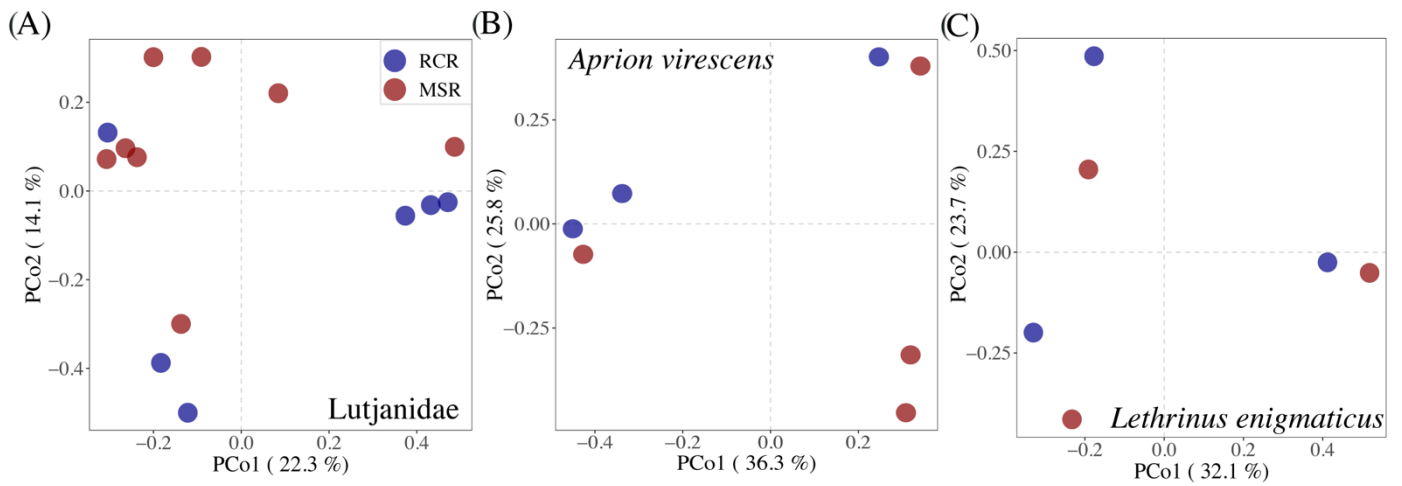 (A)
RCR
MSR
0.2
0.0
−0.2
−0.4
PCo2 ( 14.1 %)
Lutjanidae
−0.2
0.0
0.2
0.4
PCo1 ( 22.3 %)
(B)
Aprion virescens
0.25
0.00
−0.25
PCo2 ( 25.8 %)
−0.4
−0.2
0.0
0.2
PCo1 ( 36.3 %)
(C)
0.50
0.25
0.00
−0.25
PCo2 ( 23.7 %)
Lethrinus enigmaticus
−0.2
0.0
0.2
0.4
PCo1 ( 32.1 %)